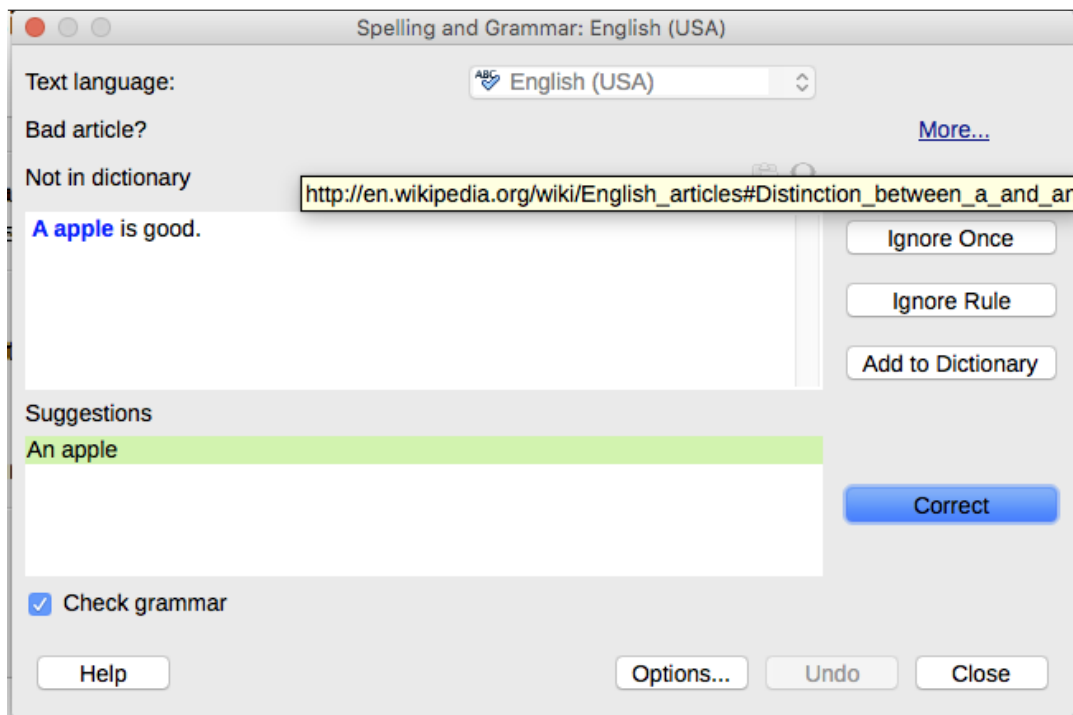 Spelling and Grammar: English (USA)
Text language:
ABC English (USA)
Bad article?
More...
Not in dictionary
http://en.wikipedia.org/wiki/English_articles#Distinction_between_a_and_an
A apple is good.
Ignore Once
Ignore Rule
Add to Dictionary
Suggestions
An apple
Correct
Check grammar
Help
Options...
Undo
Close